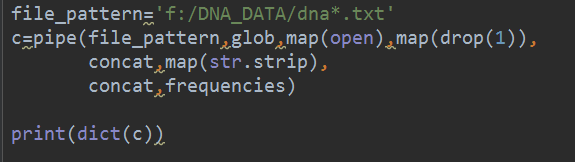 file_pattern='f:/DNA_DATA/dna*.txt'
c=pipe(file_pattern,glob,map(open),map(drop(1)),
concat,map(str.strip),
concat,frequencies)
print(dict(c))